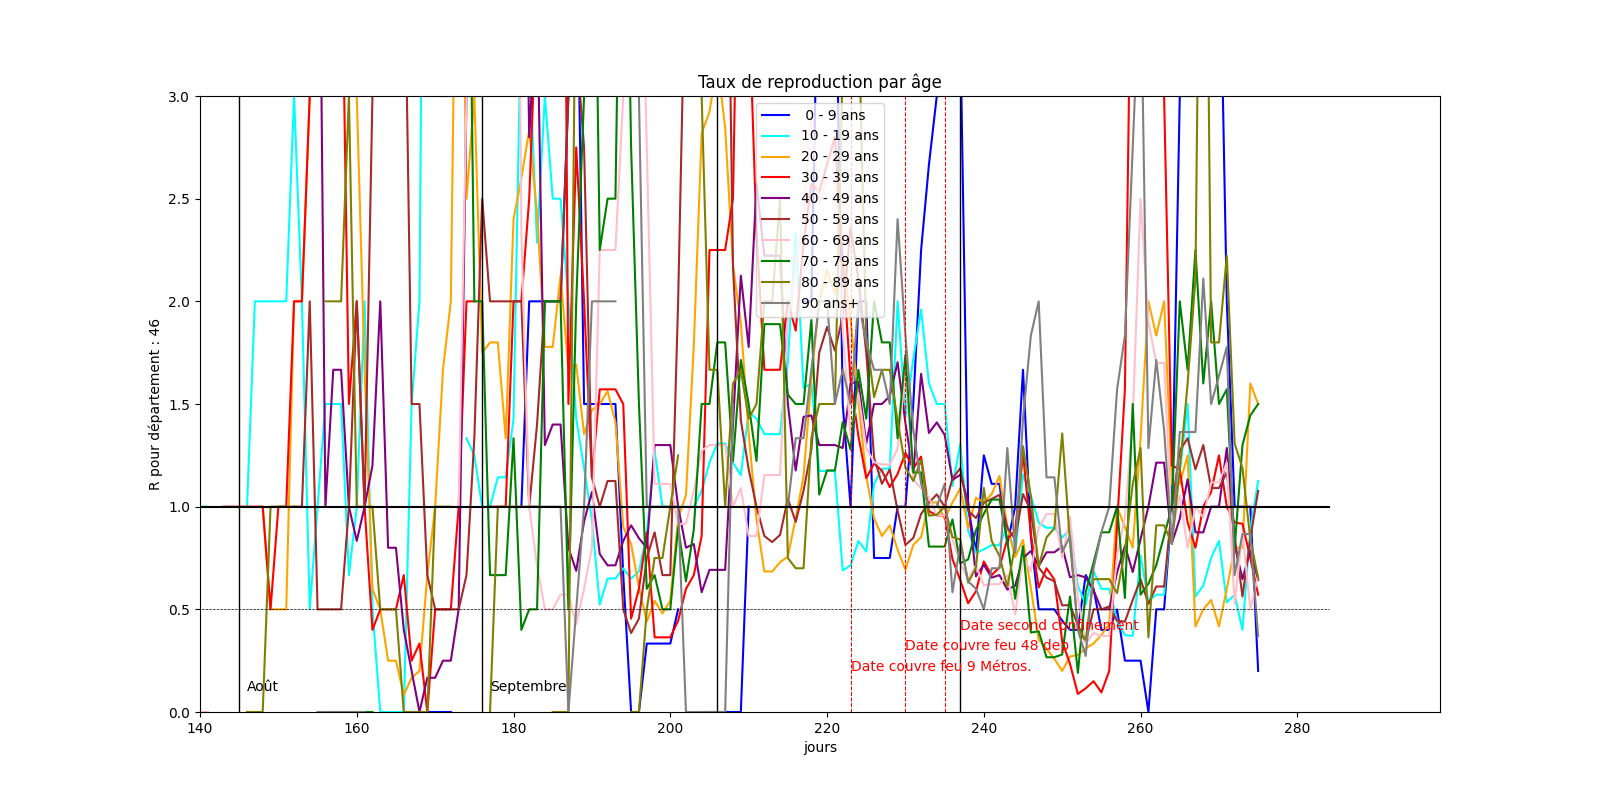 Taux de reproduction par âge
R pour département : 46
3.0
2.5
2.0
1.5
1.0
0.5
0.0
0 - 9 ans
10 - 19 ans
20 - 29 ans
30 - 39 ans
40 - 49 ans
50 - 59 ans
60 - 69 ans
70 - 79 ans
80 - 89 ans
90 ans+
Date second confinement
Date couvre feu 48 dep
Date couvre feu 9 Métros.
Août
Septembre
140 160 180 200 220 240 260 280
jours